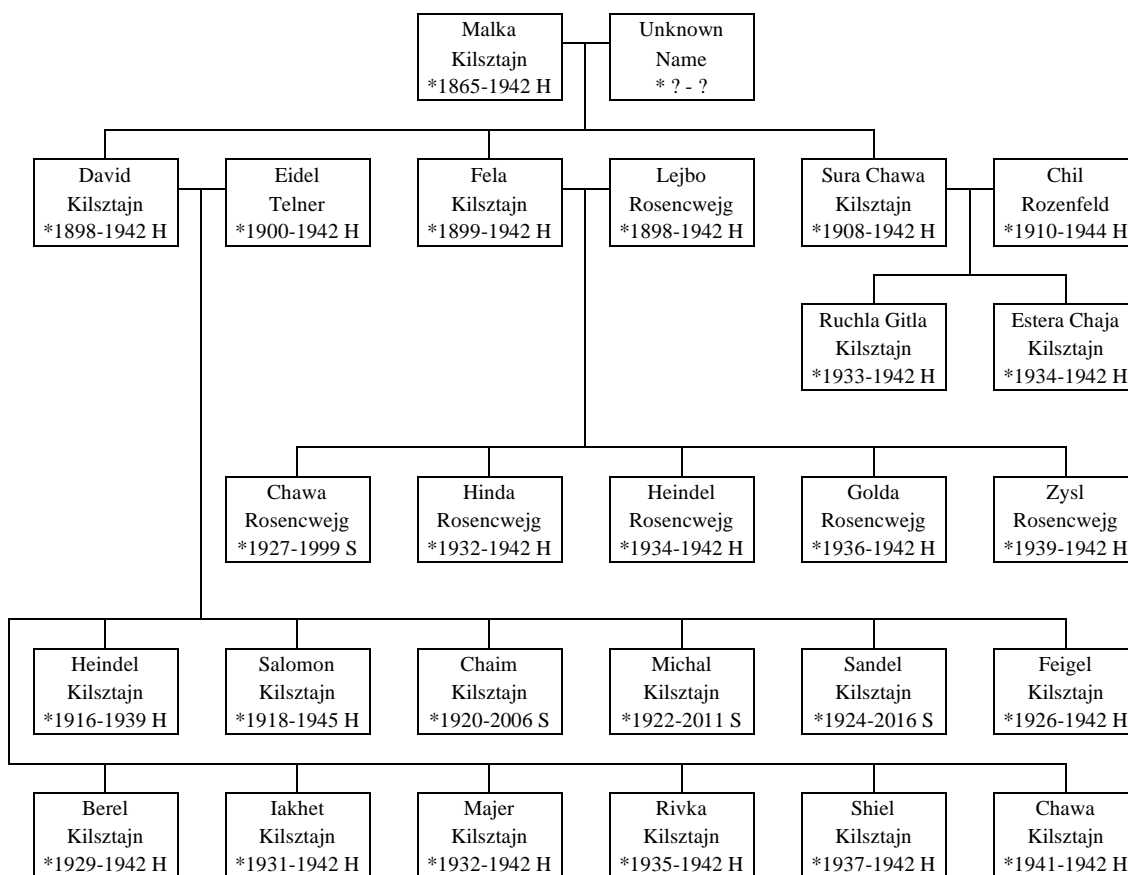 Malka
Kilsztajn
*1865-1942 H
Unknown
Name
* ? - ?
David
Kilsztajn
*1898-1942 H
Eidel
Telner
*1900-1942 H
Fela
Kilsztajn
*1899-1942 H
Lejbo
Rosencwejg
*1898-1942 H
Sura Chawa
Kilsztajn
*1908-1942 H
Chil
Rozenfeld
*1910-1944 H
Ruchla Gitla
Kilsztajn
*1933-1942 H
Estera Chaja
Kilsztajn
*1934-1942 H
Chawa
Rosencwejg
*1927-1999 S
Hinda
Rosencwejg
*1932-1942 H
Heindel
Rosencwejg
*1934-1942 H
Golda
Rosencwejg
*1936-1942 H
Zysl
Rosencwejg
*1939-1942 H
Heindel
Kilsztajn
*1916-1939 H
Salomon
Kilsztajn
*1918-1945 H
Chaim
Kilsztajn
*1920-2006 S
Michal
Kilsztajn
*1922-2011 S
Sandel
Kilsztajn
*1924-2016 S
Feigel
Kilsztajn
*1926-1942 H
Berel
Kilsztajn
*1929-1942 H
Iakhet
Kilsztajn
*1931-1942 H
Majer
Kilsztajn
*1932-1942 H
Rivka
Kilsztajn
*1935-1942 H
Shiel
Kilsztajn
*1937-1942 H
Chawa
Kilsztajn
*1941-1942 H